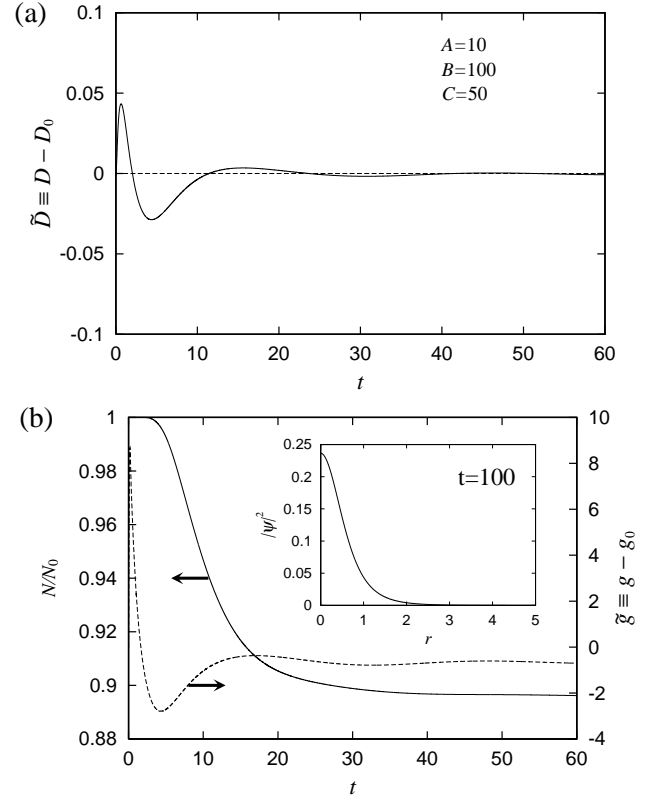 (a)
0.1
0.05
0
-0.05
-0.1
D̃ ≡ D − D₀
A=10
B=100
C=50
0 10 20 30 40 50 60
t
(b)
1
0.98
0.96
0.94
0.92
0.9
0.88
N/N₀
10
8
6
4
2
0
-2
-4
g̃ ≡ g − g₀
0.25
0.20
0.15
0.1
0.05
0
|ψ|²
t=100
0 1 2 3 4 5
r
0 10 20 30 40 50 60
t